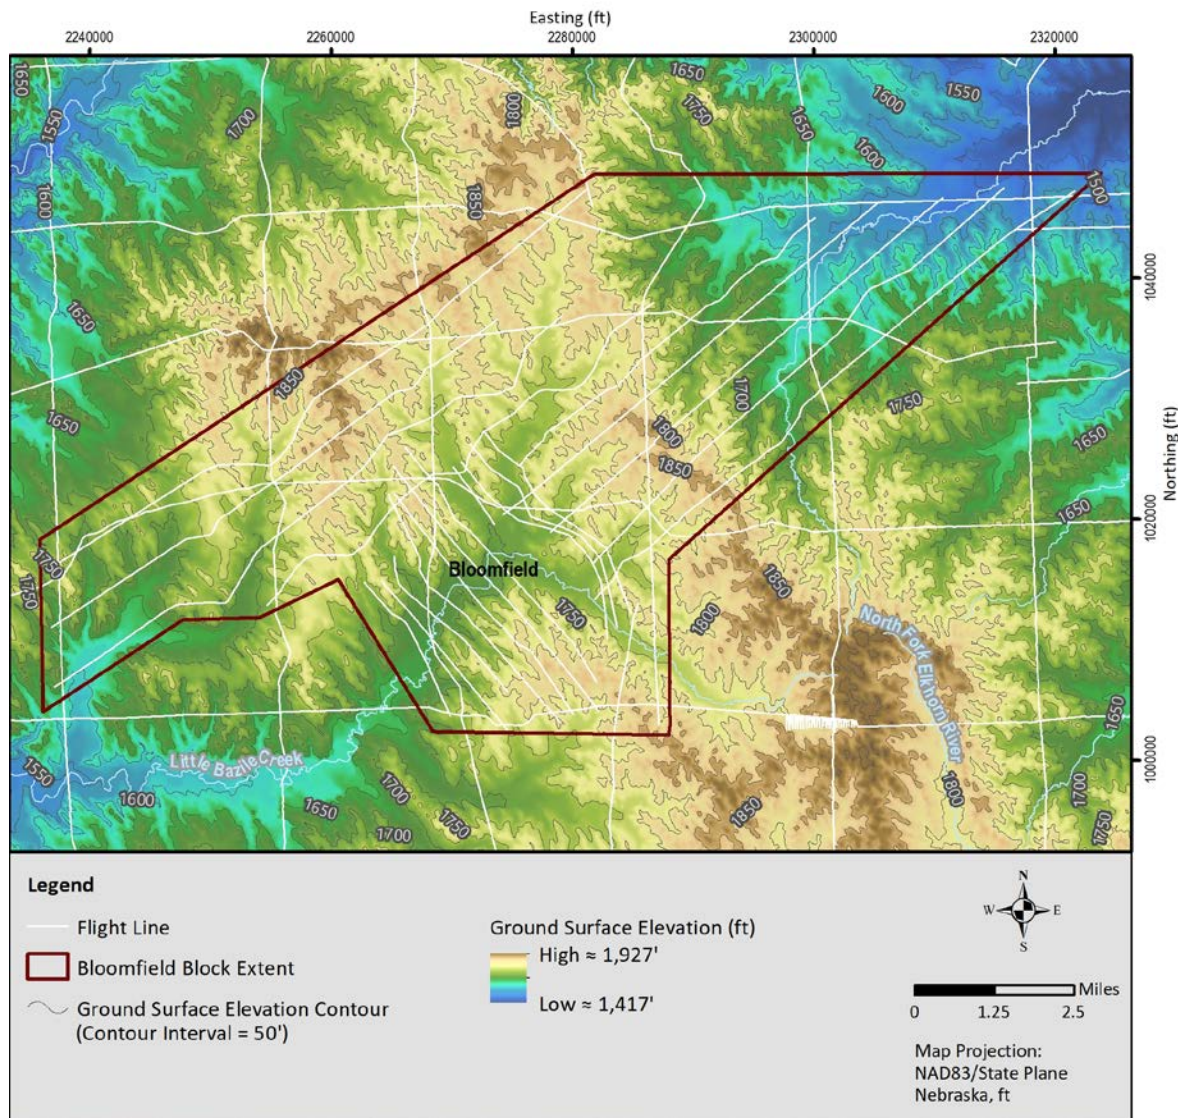 Easting (ft)
2240000
2260000
2280000
2300000
2320000
1650
1550
1700
1800
1650
1750
1600
1550
1650
1600
1500
1600
1850
1040000
1650
1850
1750
1700
1650
1800
1650
1850
Northing (ft)
1650
1020000
1750
1750
Bloomfield
1750
1850
1800
1700
North Fork Elkhorn River
1650
Little Bazile Creek
1550
1600
1650
1700
1750
1700
1850
1800
1000000
1700
1750
Legend
Flight Line
Bloomfield Block Extent
Ground Surface Elevation Contour
(Contour Interval = 50')
Ground Surface Elevation (ft)
High ≈ 1,927'
Low ≈ 1,417'
N
W
E
S
Miles
0
1.25
2.5
Map Projection:
NAD83/State Plane
Nebraska, ft